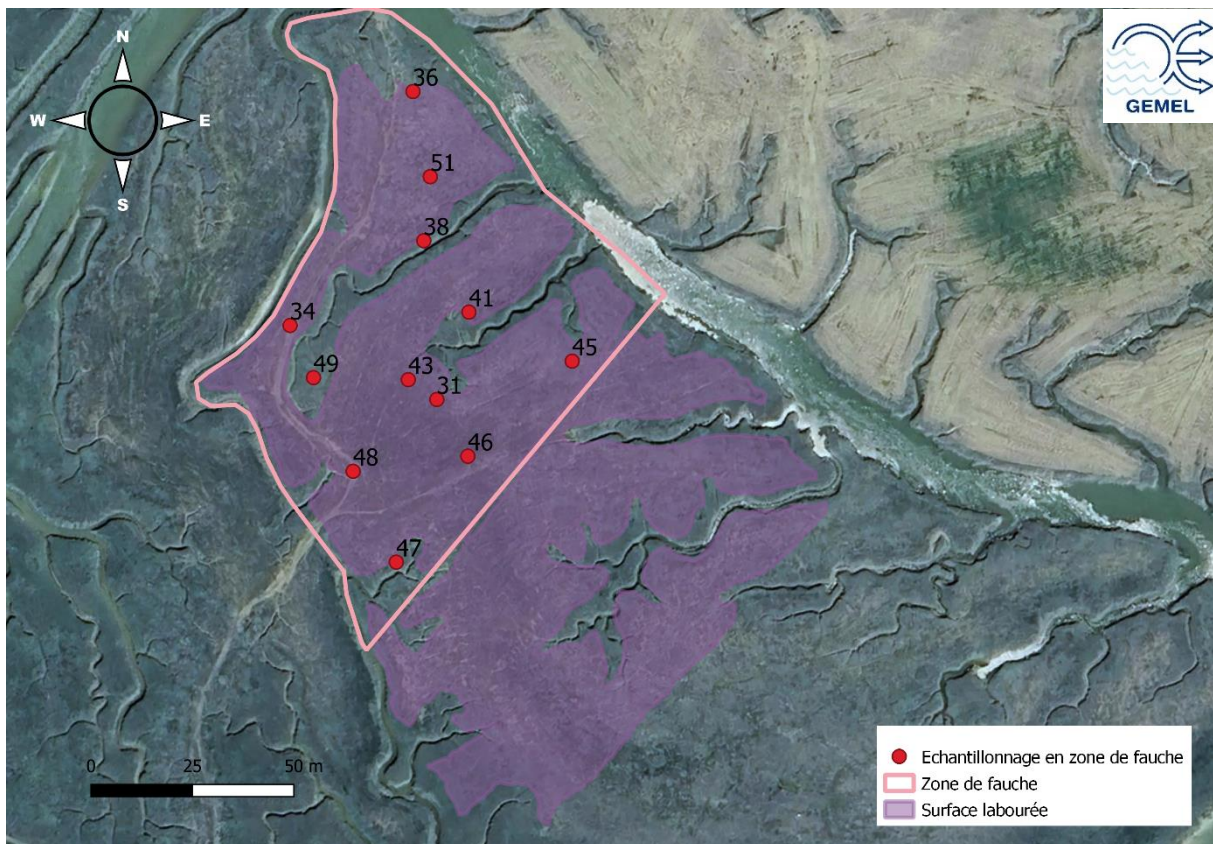 N
W
E
S
GEMEL
36
51
38
41
34
45
49
43
31
46
48
47
0
25
50 m
Echantillonnage en zone de fauche
Zone de fauche
Surface labourée